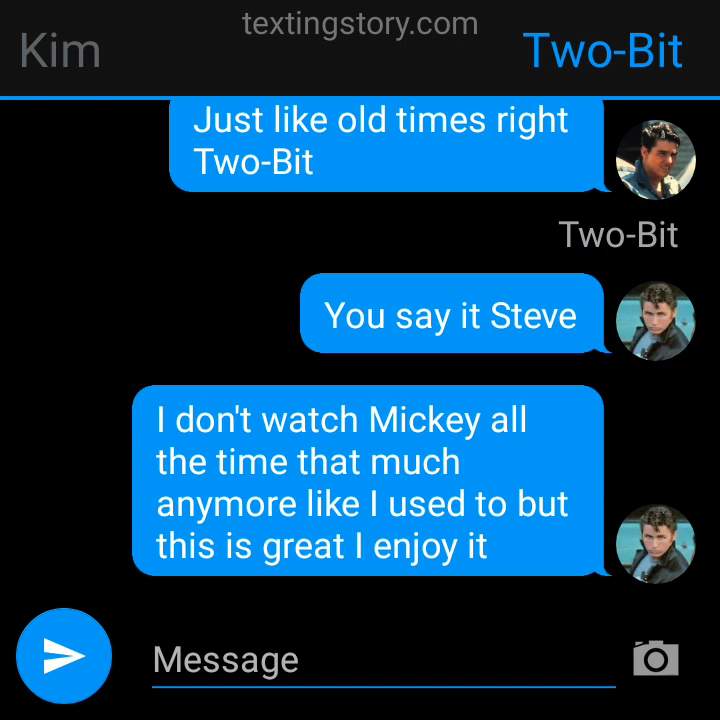 textingstory.com
Kim
Two-Bit
Just like old times right
Two-Bit
Two-Bit
You say it Steve
I don't watch Mickey all
the time that much
anymore like I used to but
this is great I enjoy it
Message